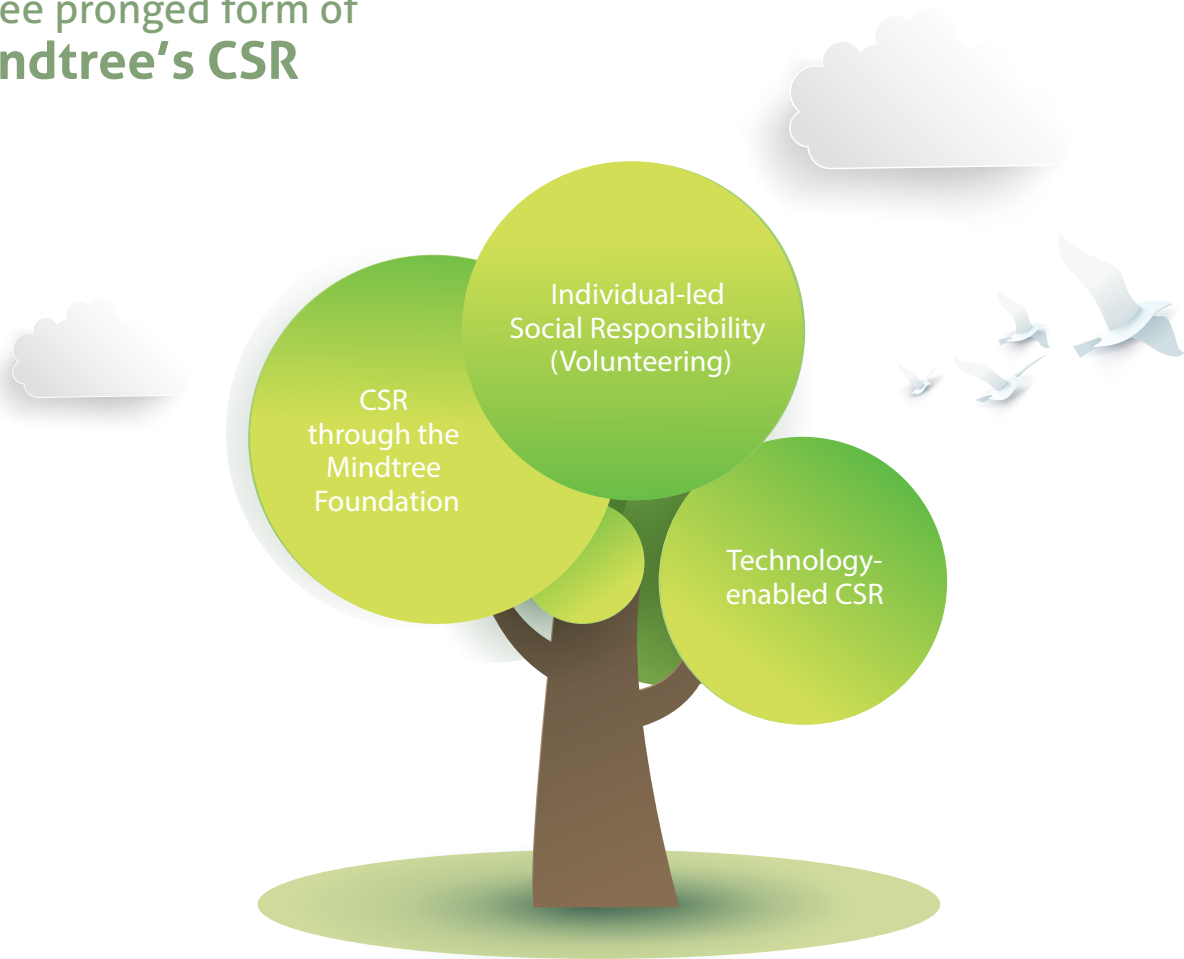 ee pronged form of
ndtree's CSR
Individual-led
Social Responsibility
(Volunteering)
CSR
through the
Mindtree
Foundation
Technology-
enabled CSR